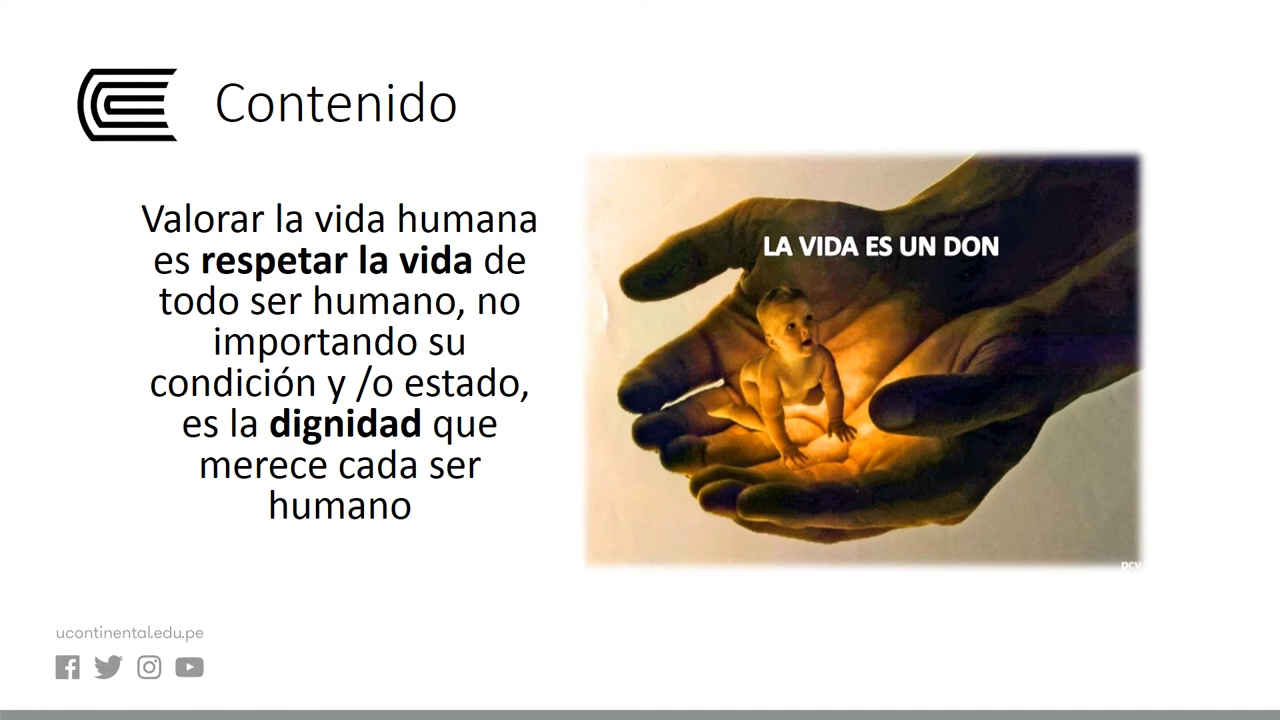 Contenido
Valorar la vida humana
es respetar la vida de
todo ser humano, no
importando su
condición y /o estado,
es la dignidad que
merece cada ser
humano
LA VIDA ES UN DON
ucontinental.edu.pe